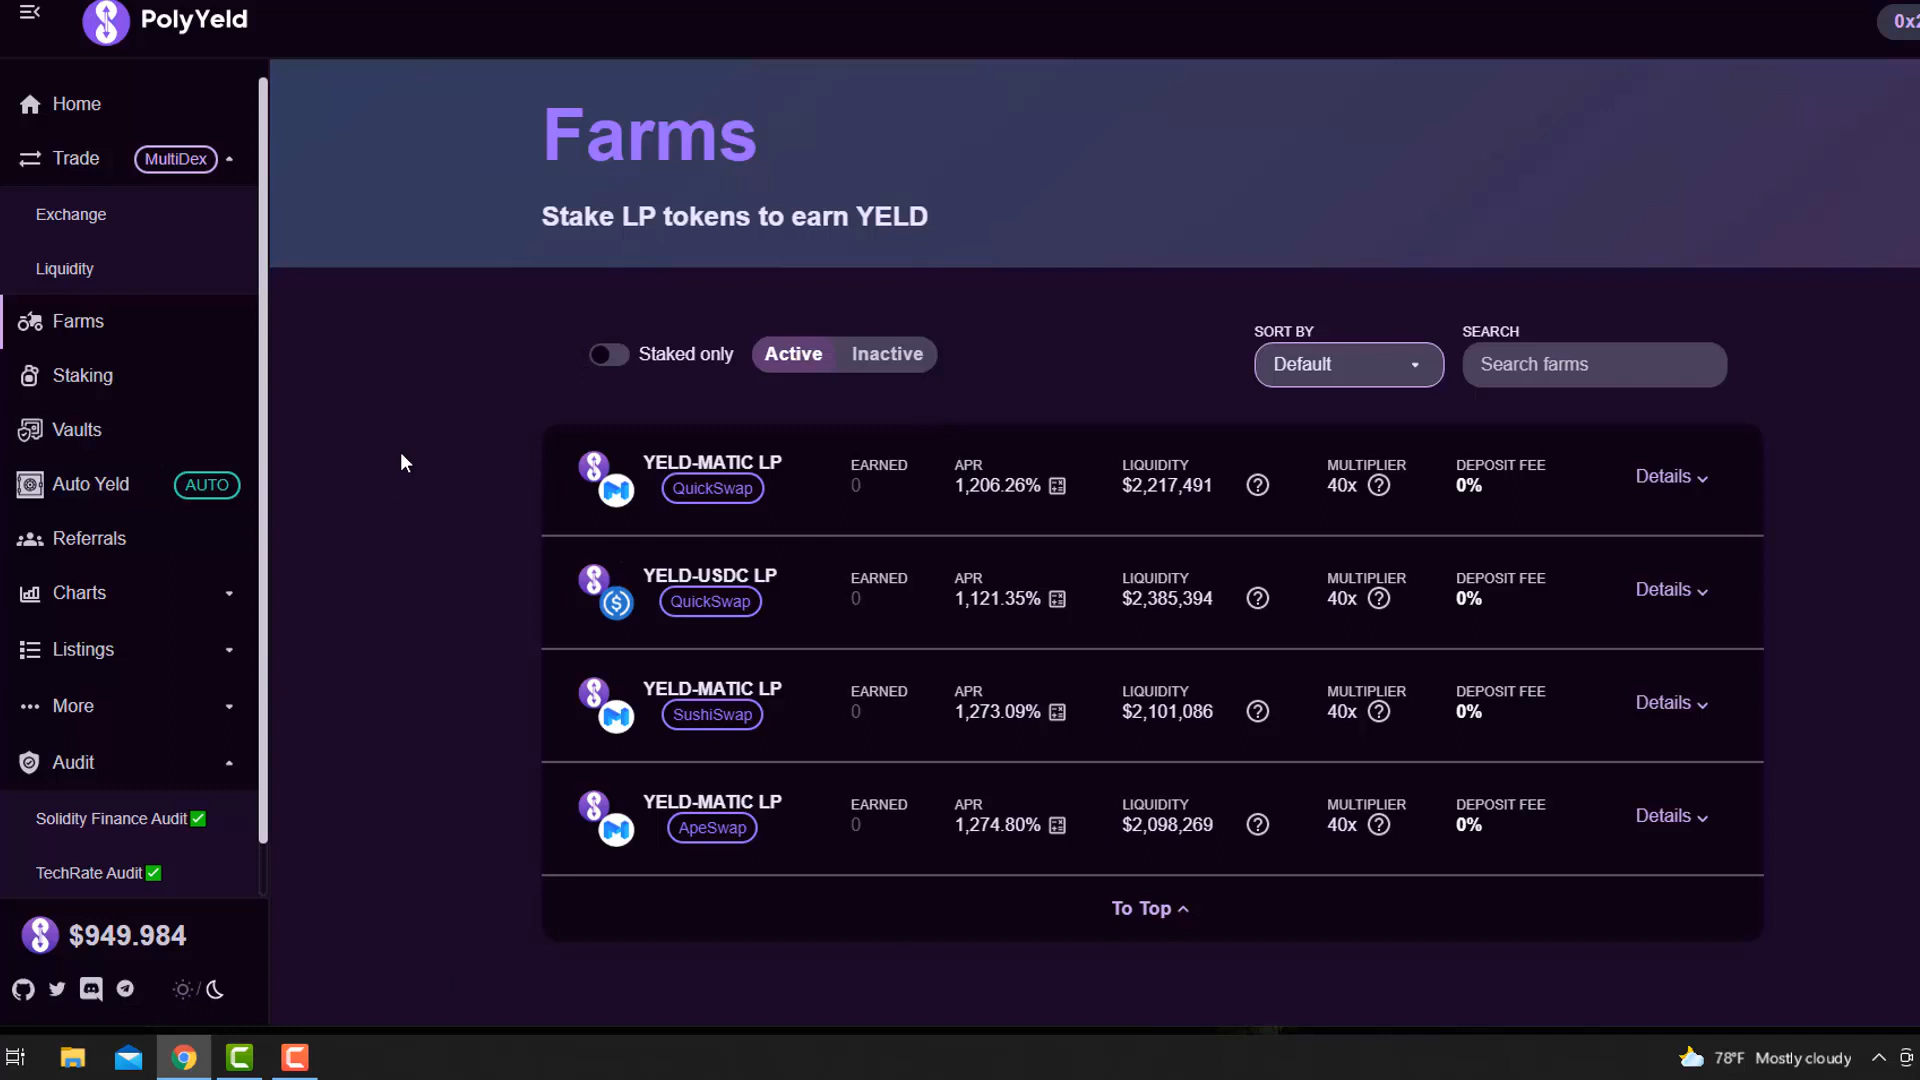 PolyYeld
0x2
Home
Trade
MultiDex
Exchange
Liquidity
Farms
Staking
Vaults
Auto Yeld
AUTO
Referrals
Charts
Listings
More
Audit
Solidity Finance Audit
TechRate Audit
$949.984
Farms
Stake LP tokens to earn YELD
Staked only
Active
Inactive
SORT BY
Default
SEARCH
Search farms
YELD-MATIC LP
QuickSwap
EARNED
0
APR
1,206.26%
LIQUIDITY
$2,217,491
MULTIPLIER
40x
DEPOSIT FEE
0%
Details
YELD-USDC LP
QuickSwap
EARNED
0
APR
1,121.35%
LIQUIDITY
$2,385,394
MULTIPLIER
40x
DEPOSIT FEE
0%
Details
YELD-MATIC LP
SushiSwap
EARNED
0
APR
1,273.09%
LIQUIDITY
$2,101,086
MULTIPLIER
40x
DEPOSIT FEE
0%
Details
YELD-MATIC LP
ApeSwap
EARNED
0
APR
1,274.80%
LIQUIDITY
$2,098,269
MULTIPLIER
40x
DEPOSIT FEE
0%
Details
To Top
78°F Mostly cloudy